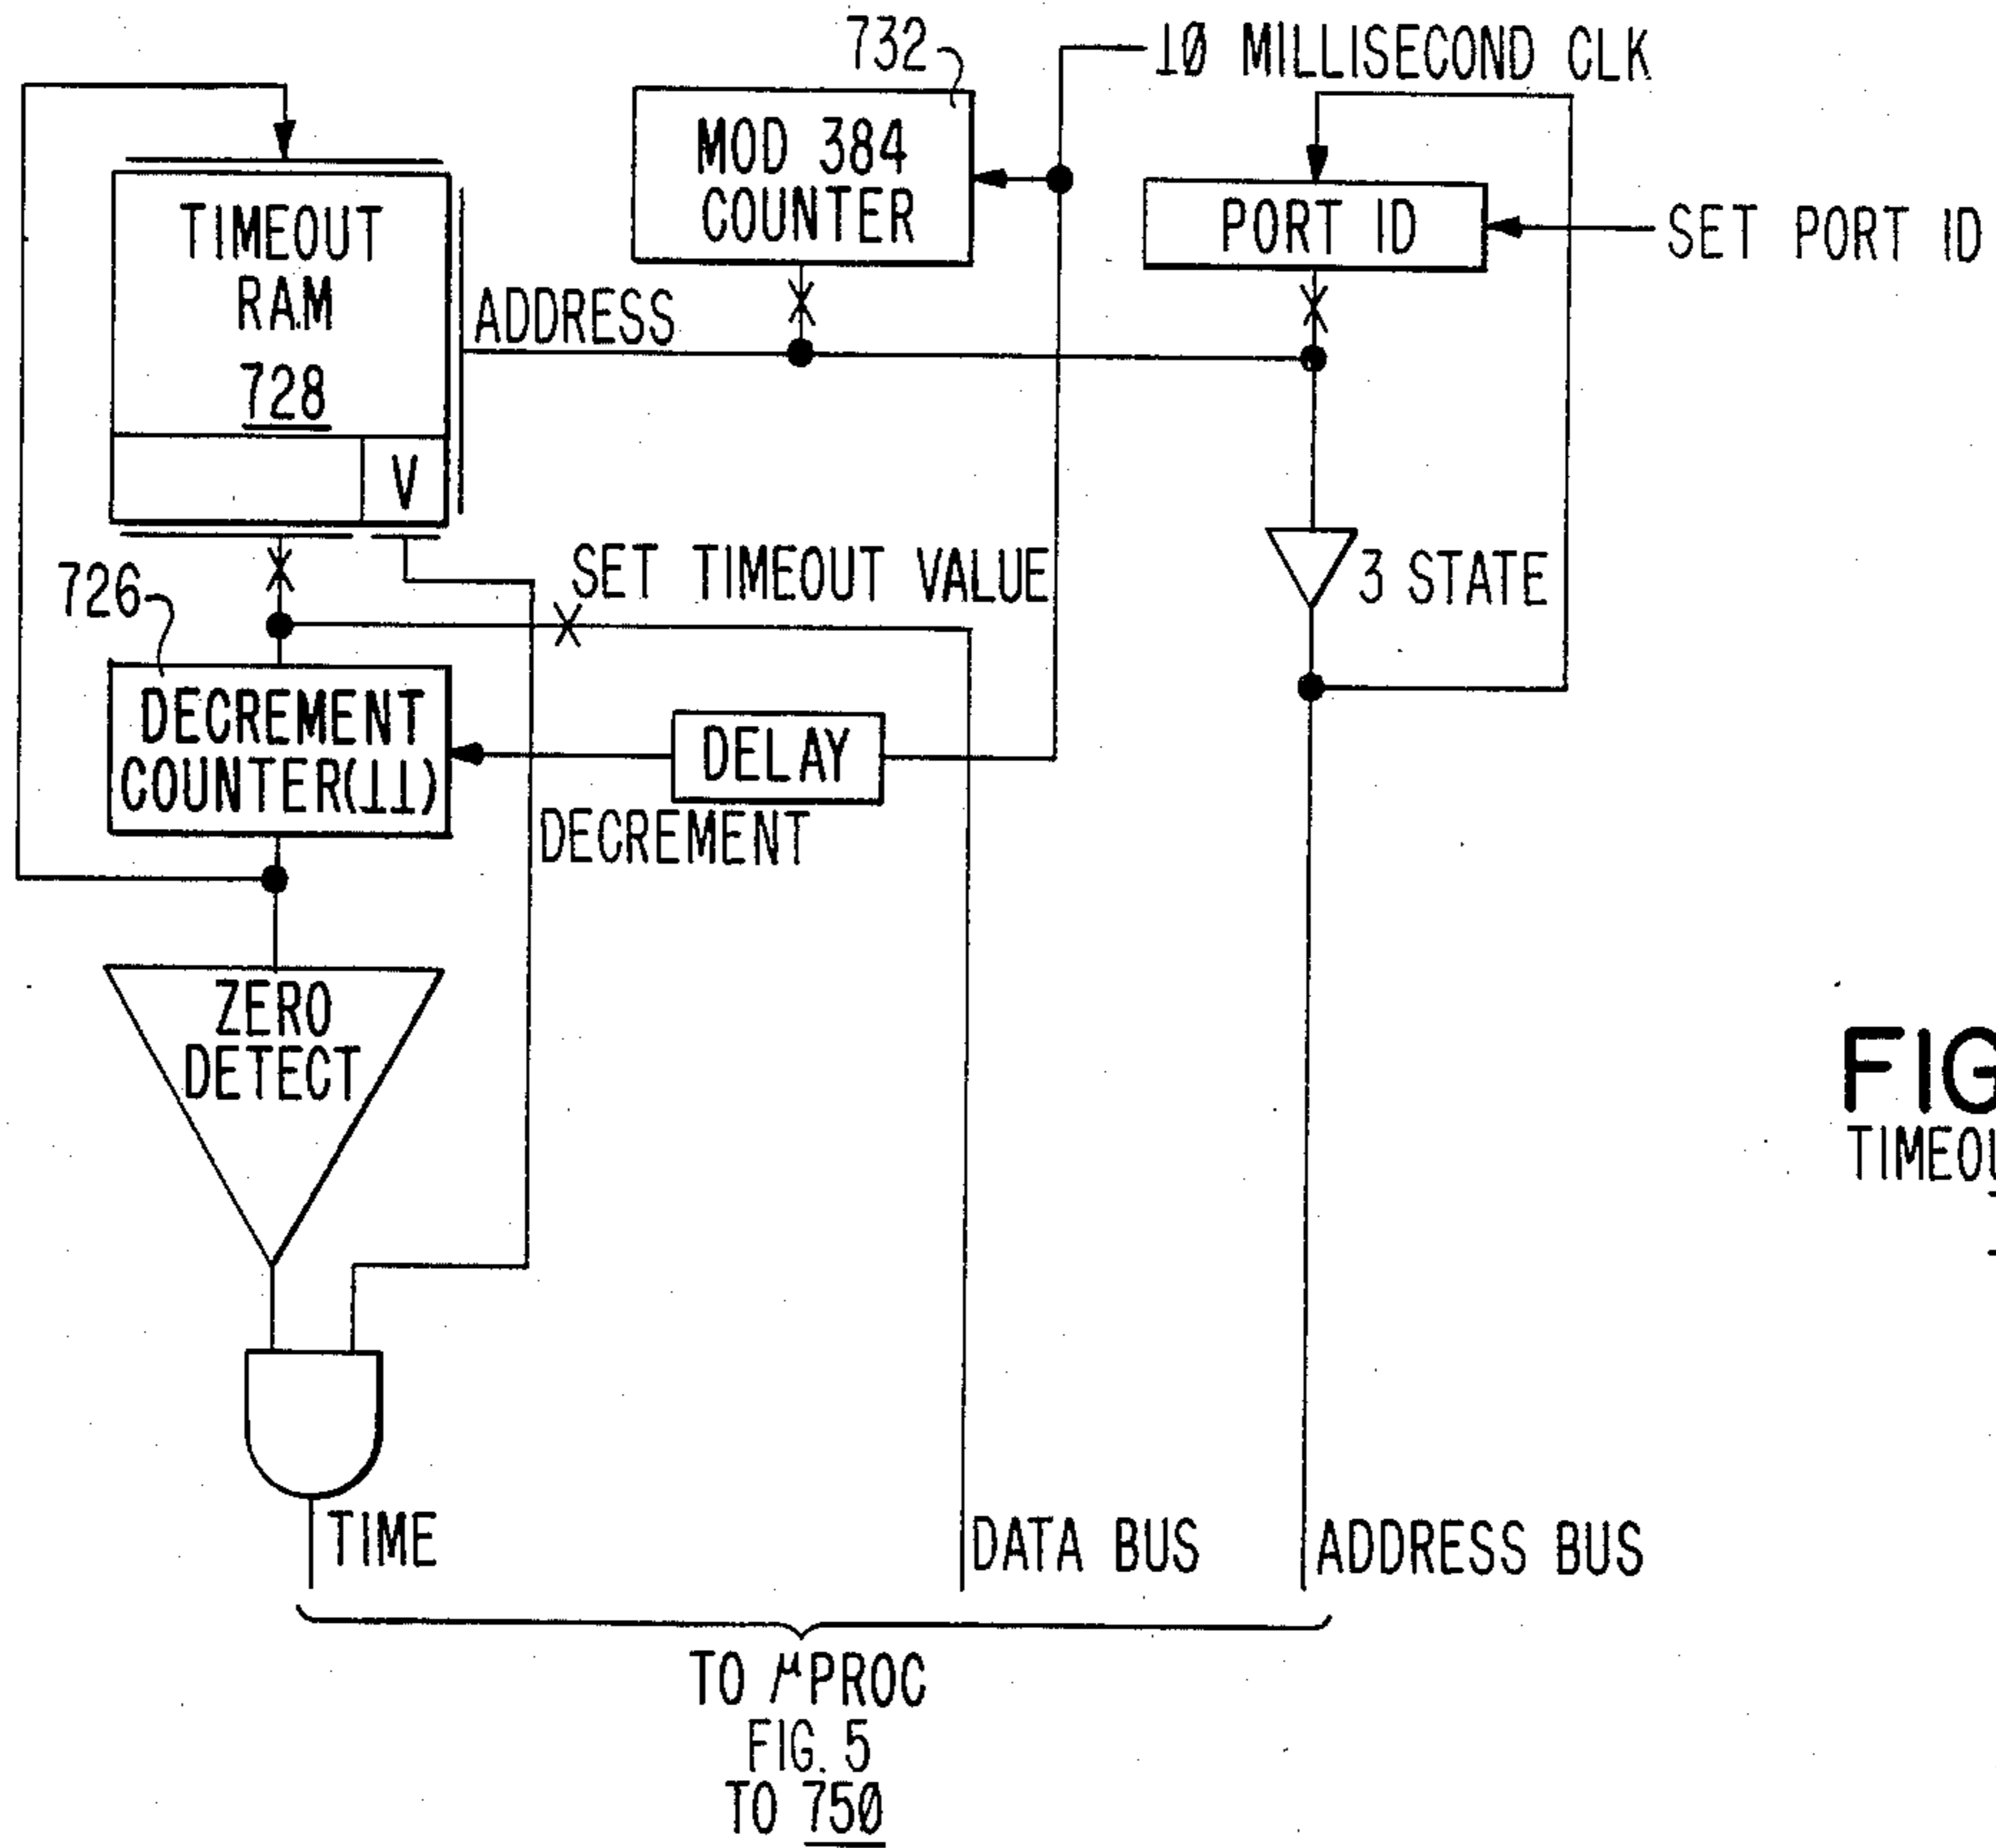 732
10 MILLISECOND CLK
MOD 384
COUNTER
PORT ID
SET PORT ID
TIMEOUT
RAM
728
ADDRESS
V
726
SET TIMEOUT VALUE
3 STATE
DECREMENT
COUNTER(11)
DELAY
DECREMENT
ZERO
DETECT
FIG
TIMEOU
TIME
DATA BUS
ADDRESS BUS
TO μPROC
FIG. 5
TO 750